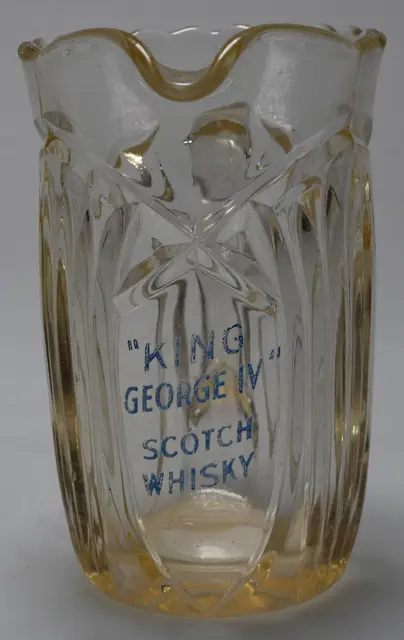 "KING
GEORGE IV"
SCOTCH
WHISKY